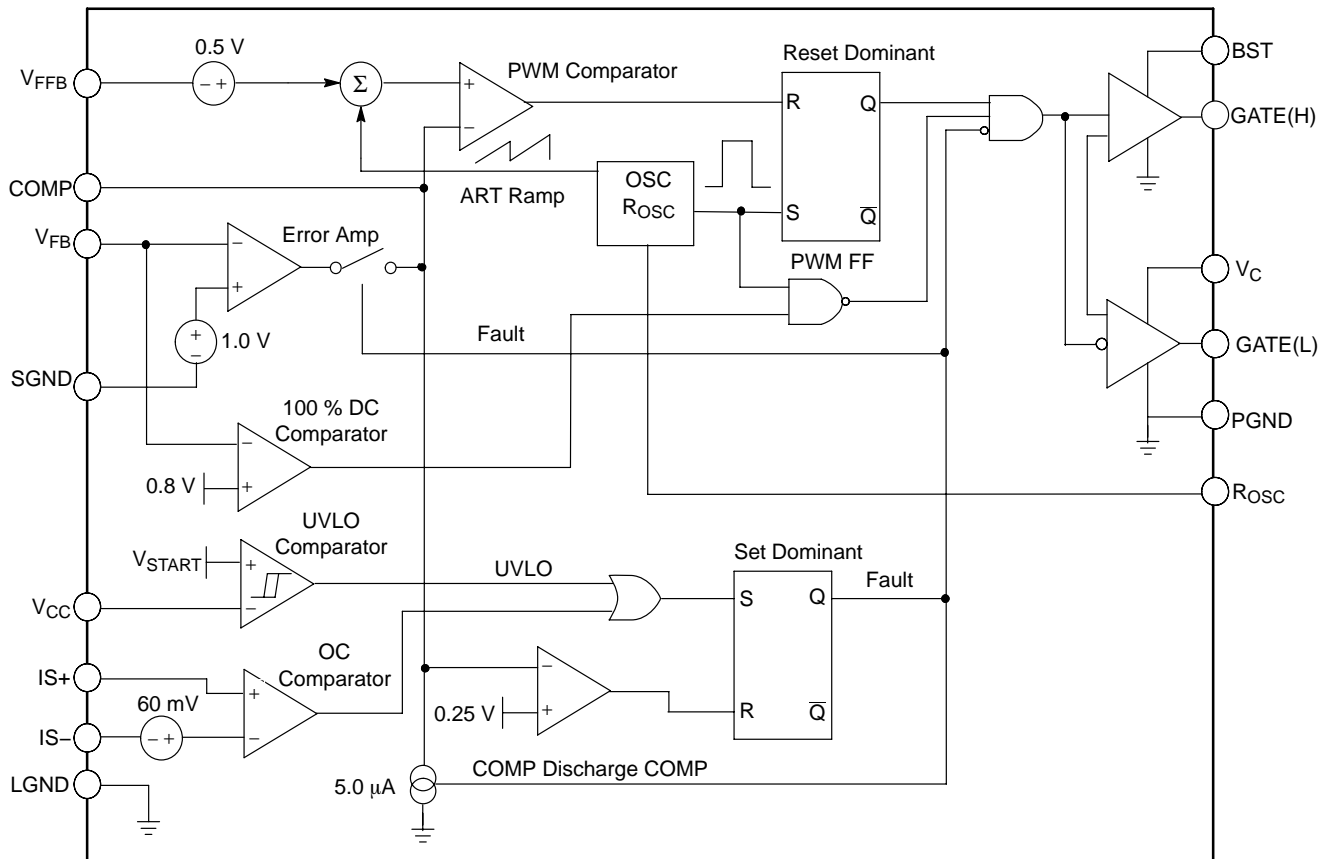 0.5 V
VFFB
− +
Σ
+
−
PWM Comparator
Reset Dominant
R
Q
S
Q
PWM FF
BST
GATE(H)
COMP
ART Ramp
OSC
ROSC
VFB
−
+
Error Amp
+
−
1.0 V
SGND
Fault
VC
GATE(L)
PGND
100 % DC
Comparator
−
+
0.8 V
ROSC
UVLO
Comparator
VSTART
+
−
VCC
UVLO
Set Dominant
S
Q
R
Q
Fault
IS+
OC
Comparator
+
−
60 mV
− +
IS−
−
+
0.25 V
LGND
5.0 μA
COMP Discharge COMP